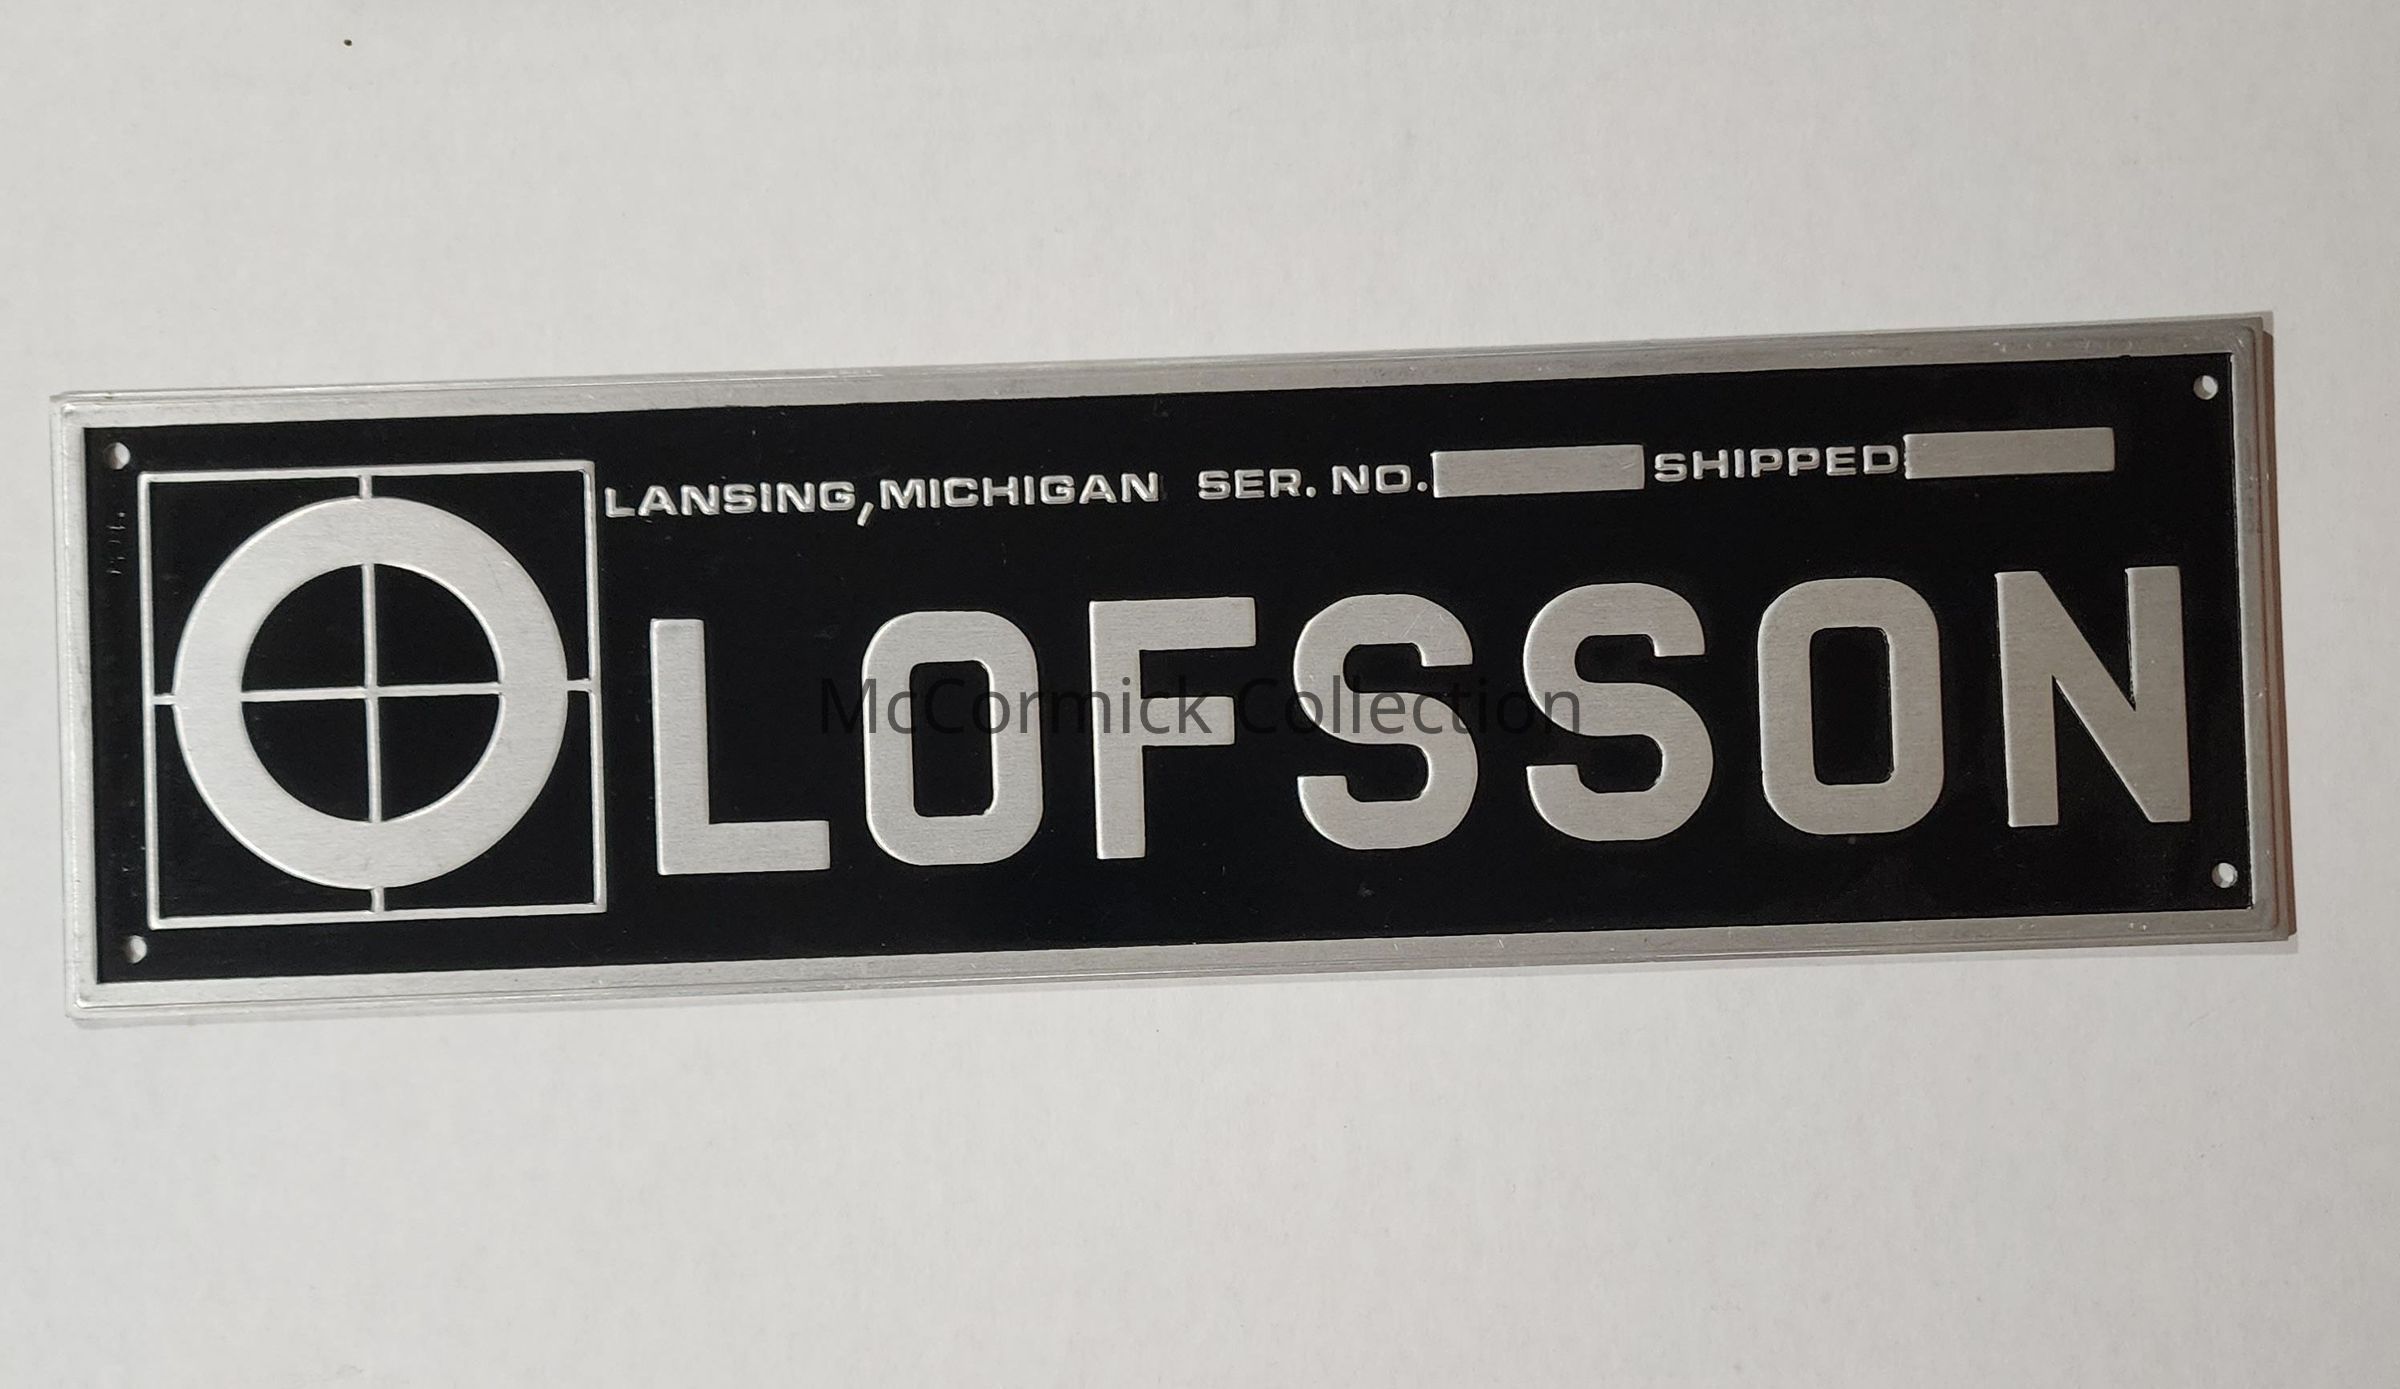 LANSING, MICHIGAN SER. NO. SHIPPED
OLOFSSON
McCormick Collection